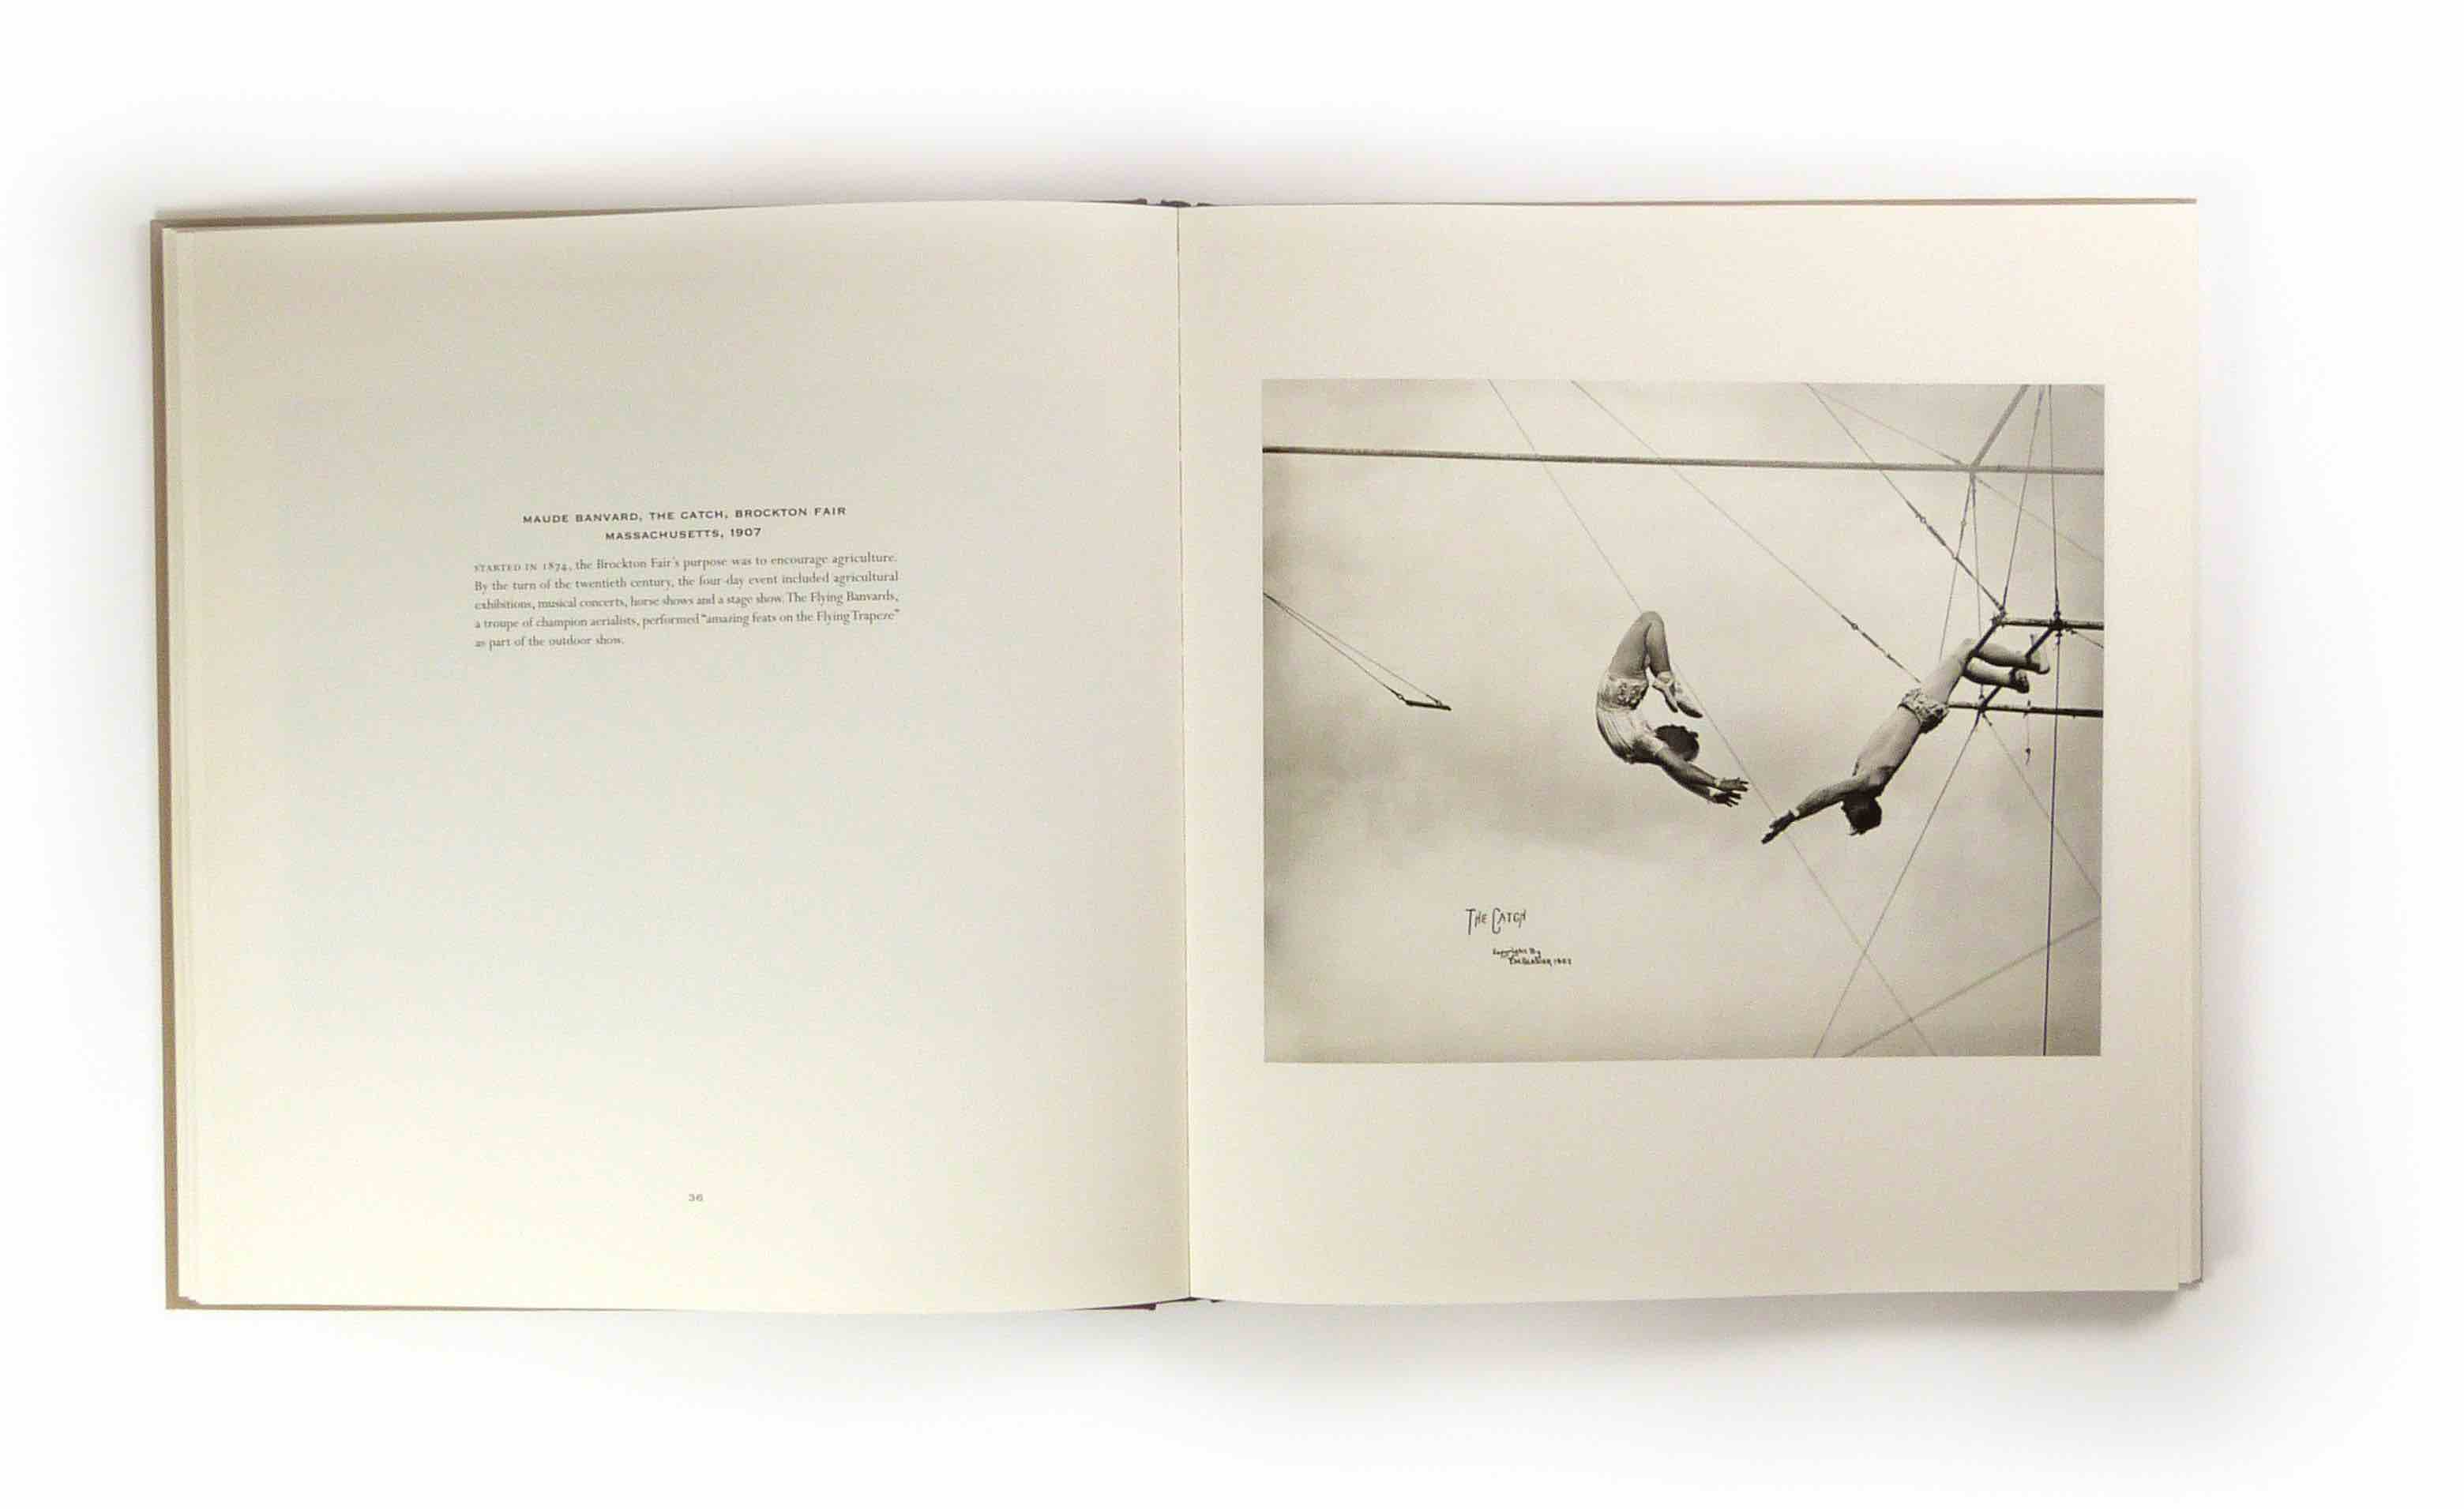 MAUDE BANVARD, THE CATCH, BROCKTON FAIR
MASSACHUSETTS, 1907
STARTED IN 1874, the Brockton Fair's purpose was to encourage agriculture.
By the turn of the twentieth century, the four-day event included agricultural
exhibitions, musical concerts, horse shows and a stage show. The Flying Banvards,
a troupe of champion aerialists, performed "amazing feats on the Flying Trapeze"
as part of the outdoor show.
36
THE CATCH
Copyright By